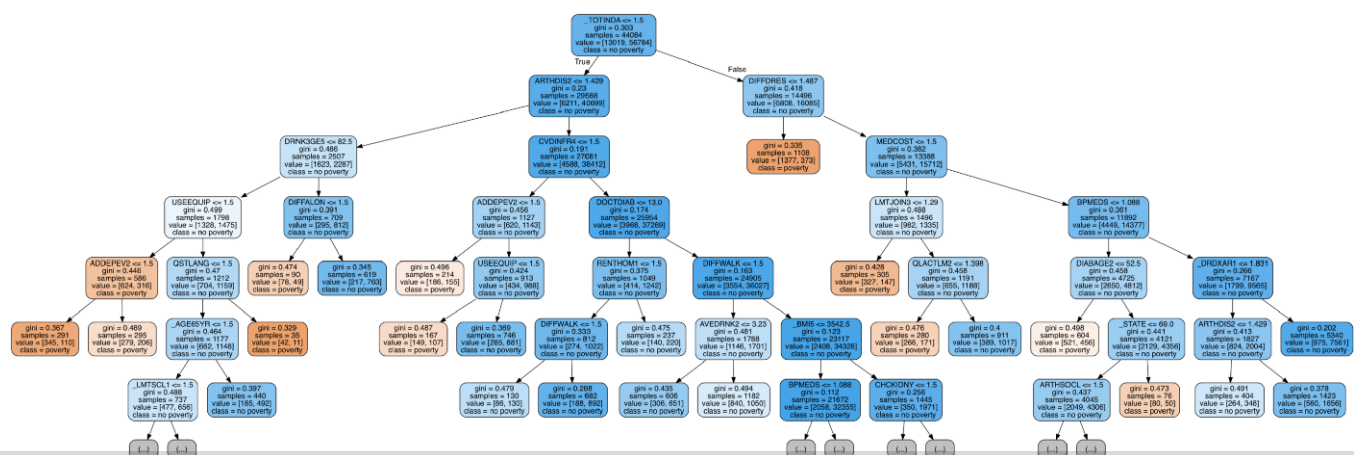 _TOTINDA <= 1.5
gini = 0.303
samples = 44084
value = [13019, 56784]
class = no poverty
True
False
ARTHDIS2 <= 1.429
gini = 0.23
samples = 29588
value = [6211, 40699]
class = no poverty
DIFFDRES <= 1.487
gini = 0.418
samples = 14496
value = [6808, 16085]
class = no poverty
DRNK3GE5 <= 82.5
gini = 0.486
samples = 2507
value = [1623, 2287]
class = no poverty
CVDINFR4 <= 1.5
gini = 0.191
samples = 27081
value = [4588, 38412]
class = no poverty
gini = 0.335
samples = 1108
value = [1377, 373]
class = poverty
MEDCOST <= 1.5
gini = 0.382
samples = 13388
value = [5431, 15712]
class = no poverty
USEEQUIP <= 1.5
gini = 0.499
samples = 1798
value = [1328, 1475]
class = no poverty
DIFFALON <= 1.5
gini = 0.391
samples = 709
value = [295, 812]
class = no poverty
ADDEPEV2 <= 1.5
gini = 0.456
samples = 1127
value = [620, 1143]
class = no poverty
DOCTDIAB <= 13.0
gini = 0.174
samples = 25954
value = [3968, 37269]
class = no poverty
LMTJOIN3 <= 1.29
gini = 0.488
samples = 1496
value = [982, 1335]
class = no poverty
BPMEDS <= 1.088
gini = 0.361
samples = 11892
value = [4449, 14377]
class = no poverty
ADDEPEV2 <= 1.5
gini = 0.446
samples = 586
value = [624, 316]
class = poverty
QSTLANG <= 1.5
gini = 0.47
samples = 1212
value = [704, 1159]
class = no poverty
gini = 0.474
samples = 90
value = [78, 49]
class = poverty
gini = 0.345
samples = 619
value = [217, 763]
class = no poverty
gini = 0.496
samples = 214
value = [186, 155]
class = poverty
USEEQUIP <= 1.5
gini = 0.424
samples = 913
value = [434, 988]
class = no poverty
RENTHOM1 <= 1.5
gini = 0.375
samples = 1049
value = [414, 1242]
class = no poverty
DIFFWALK <= 1.5
gini = 0.163
samples = 24905
value = [3554, 36027]
class = no poverty
gini = 0.428
samples = 305
value = [327, 147]
class = poverty
QLACTLM2 <= 1.398
gini = 0.458
samples = 1191
value = [655, 1188]
class = no poverty
DIABAGE2 <= 52.5
gini = 0.458
samples = 4725
value = [2650, 4812]
class = no poverty
_DRDXAR1 <= 1.831
gini = 0.266
samples = 7167
value = [1799, 9565]
class = no poverty
gini = 0.367
samples = 291
value = [345, 110]
class = poverty
gini = 0.489
samples = 295
value = [279, 206]
class = poverty
_AGE65YR <= 1.5
gini = 0.464
samples = 1177
value = [662, 1148]
class = no poverty
gini = 0.329
samples = 35
value = [42, 11]
class = poverty
gini = 0.487
samples = 167
value = [149, 107]
class = poverty
gini = 0.369
samples = 746
value = [285, 881]
class = no poverty
DIFFWALK <= 1.5
gini = 0.333
samples = 812
value = [274, 1022]
class = no poverty
gini = 0.475
samples = 237
value = [140, 220]
class = no poverty
AVEDRNK2 <= 3.23
gini = 0.481
samples = 1788
value = [1146, 1701]
class = no poverty
_BMI5 <= 3542.5
gini = 0.123
samples = 23117
value = [2408, 34326]
class = no poverty
gini = 0.476
samples = 280
value = [266, 171]
class = poverty
gini = 0.4
samples = 911
value = [389, 1017]
class = no poverty
gini = 0.498
samples = 604
value = [521, 456]
class = poverty
_STATE <= 69.0
gini = 0.441
samples = 4121
value = [2129, 4356]
class = no poverty
ARTHDIS2 <= 1.429
gini = 0.413
samples = 1827
value = [824, 2004]
class = no poverty
gini = 0.202
samples = 5340
value = [975, 7561]
class = no poverty
_LMTSCL1 <= 1.5
gini = 0.488
samples = 737
value = [477, 656]
class = no poverty
gini = 0.397
samples = 440
value = [185, 492]
class = no poverty
gini = 0.479
samples = 130
value = [86, 130]
class = no poverty
gini = 0.288
samples = 682
value = [188, 892]
class = no poverty
gini = 0.435
samples = 606
value = [306, 651]
class = no poverty
gini = 0.494
samples = 1182
value = [840, 1050]
class = no poverty
BPMEDS <= 1.088
gini = 0.112
samples = 21672
value = [2058, 32355]
class = no poverty
CHCKIDNY <= 1.5
gini = 0.256
samples = 1445
value = [350, 1971]
class = no poverty
ARTHSOCL <= 1.5
gini = 0.437
samples = 4045
value = [2049, 4306]
class = no poverty
gini = 0.473
samples = 76
value = [80, 50]
class = poverty
gini = 0.491
samples = 404
value = [264, 348]
class = no poverty
gini = 0.378
samples = 1423
value = [560, 1656]
class = no poverty
(...)
(...)
(...)
(...)
(...)
(...)
(...)
(...)